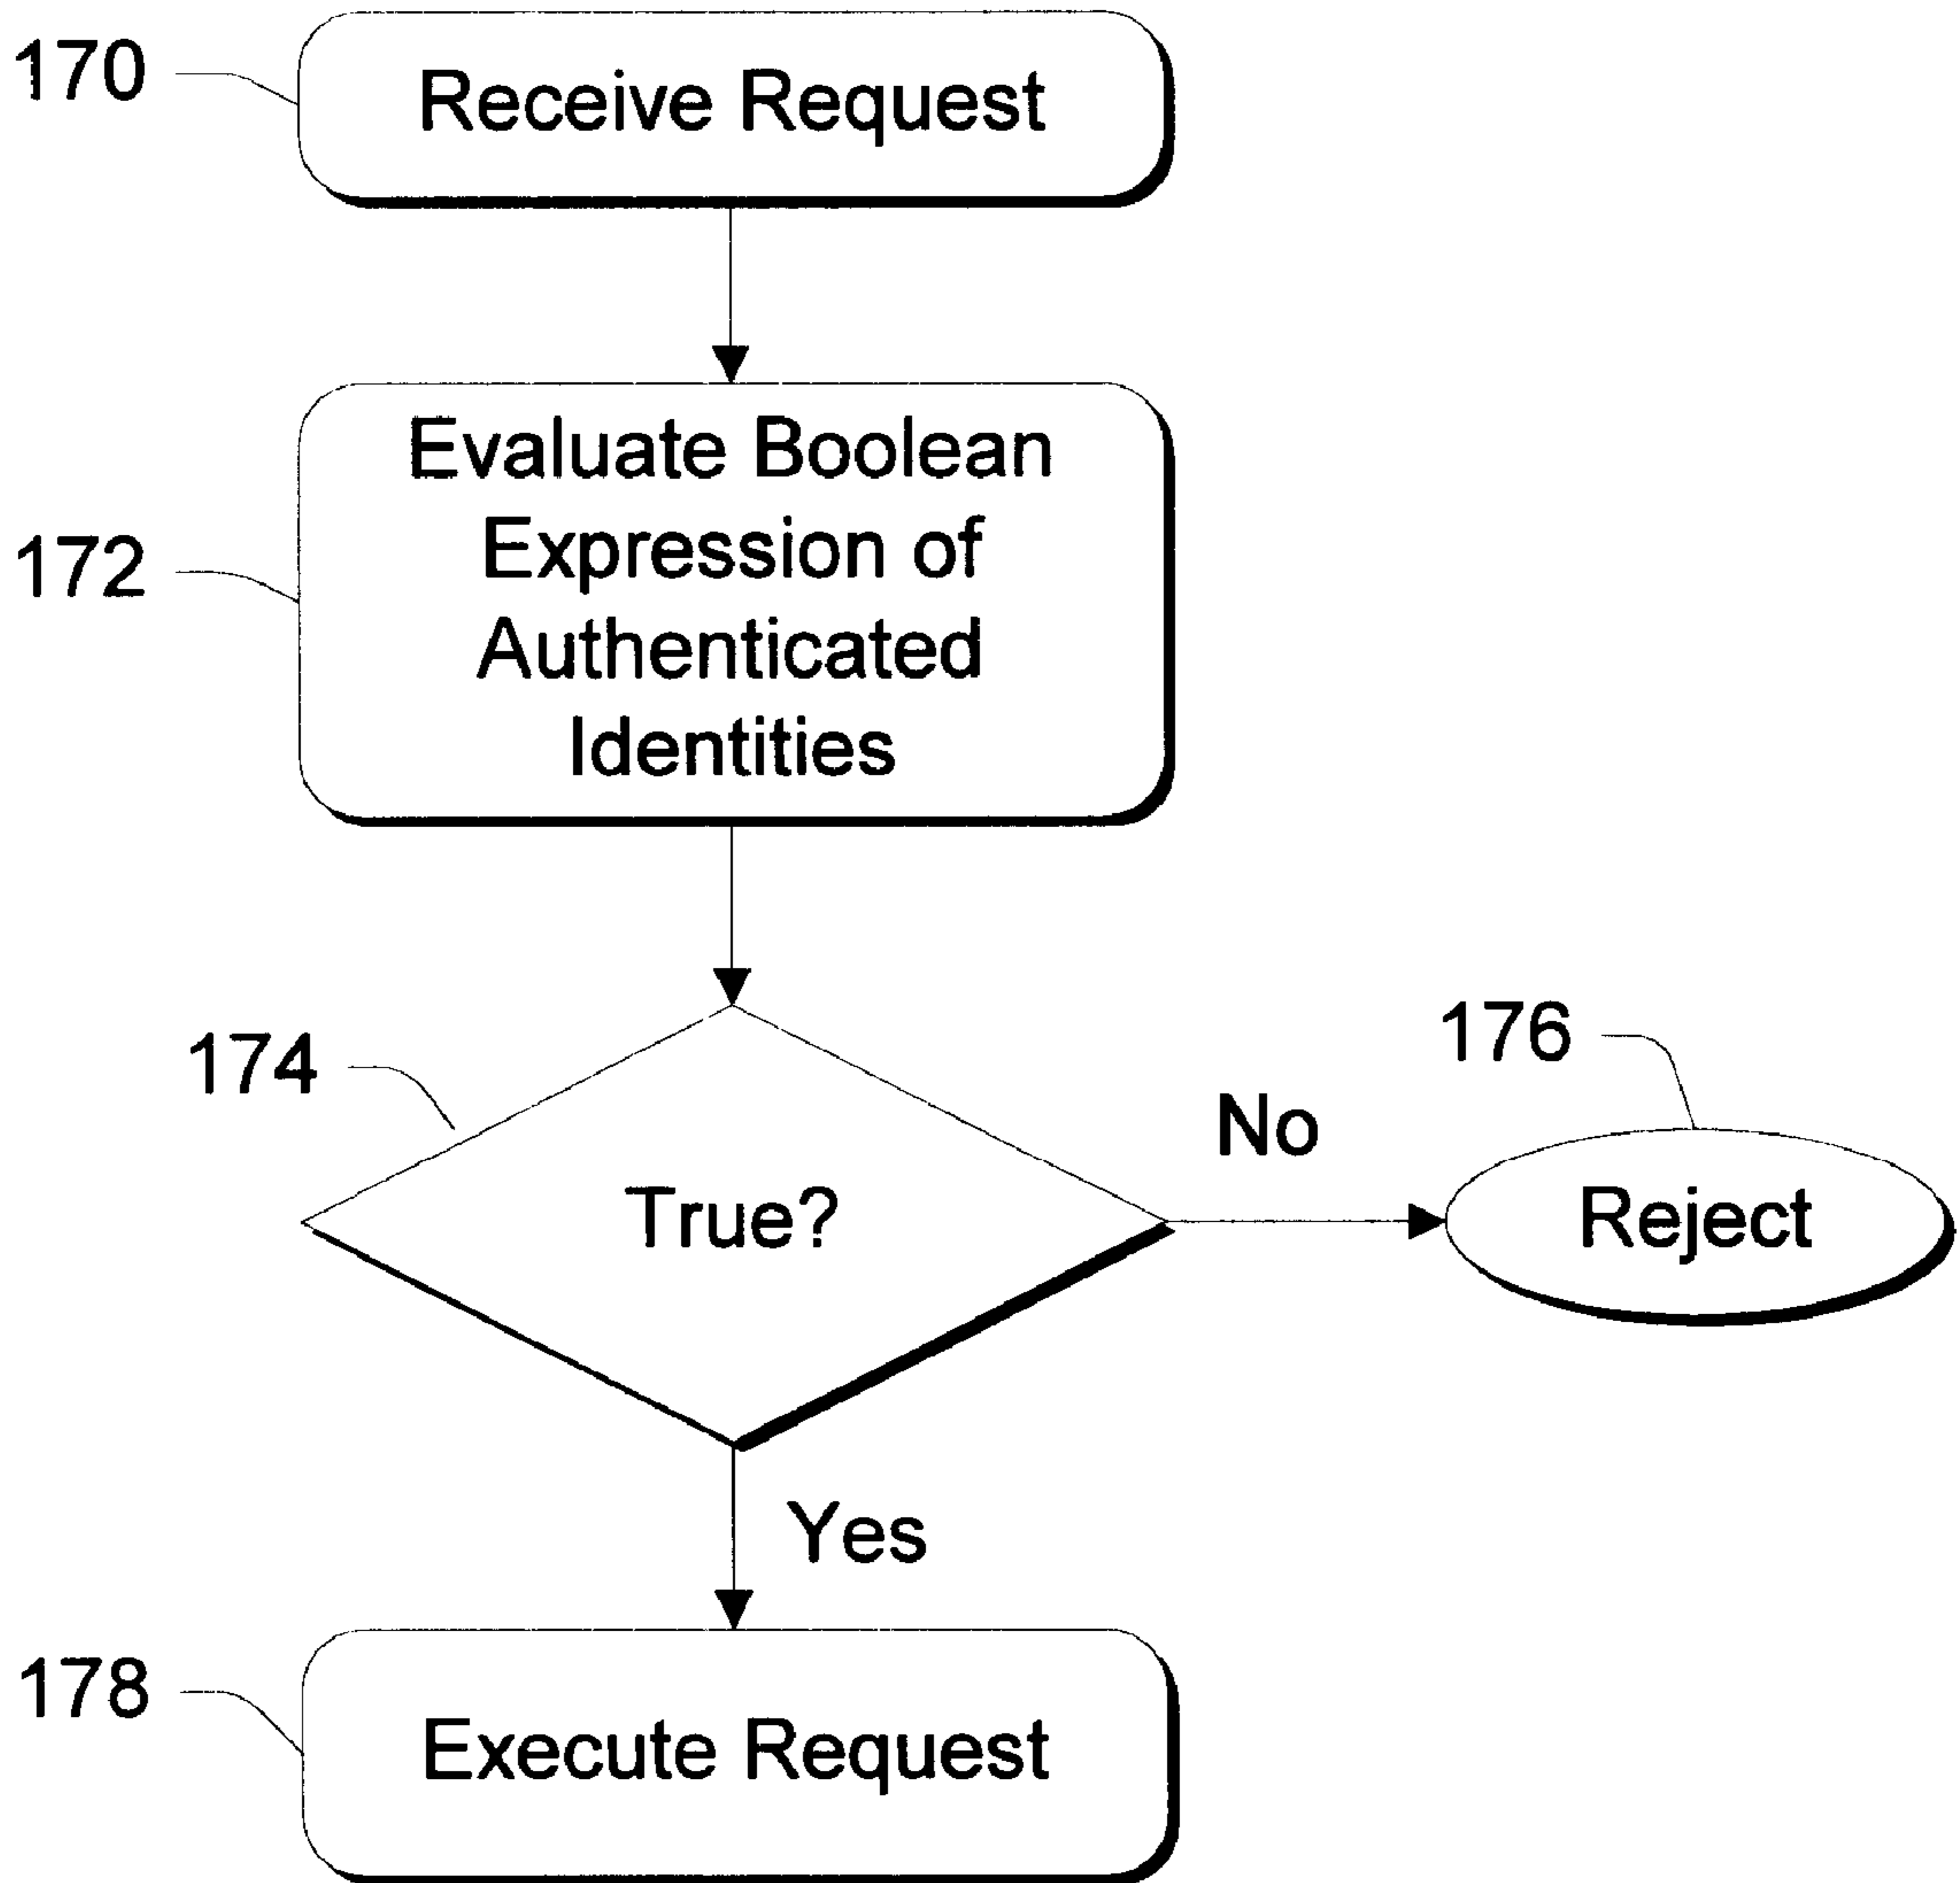 170
Receive Request
172
Evaluate Boolean
Expression of
Authenticated
Identities
174
True?
No
176
Reject
Yes
178
Execute Request